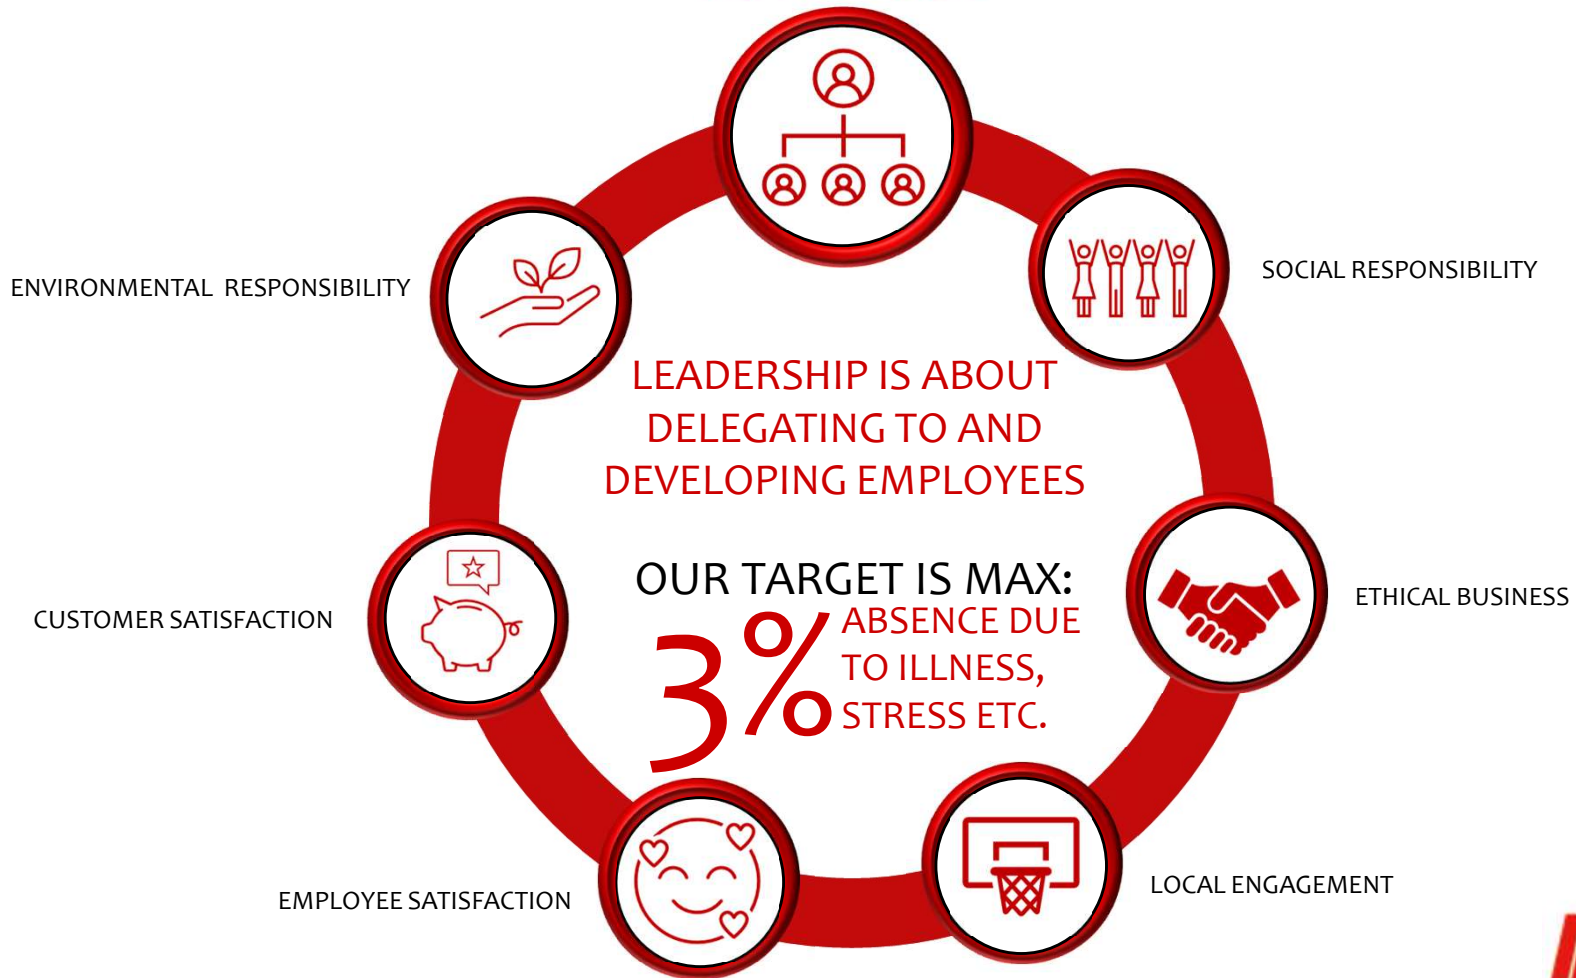 ENVIRONMENTAL RESPONSIBILITY
SOCIAL RESPONSIBILITY
LEADERSHIP IS ABOUT
DELEGATING TO AND
DEVELOPING EMPLOYEES
OUR TARGET IS MAX:
3% ABSENCE DUE
TO ILLNESS,
STRESS ETC.
CUSTOMER SATISFACTION
ETHICAL BUSINESS
EMPLOYEE SATISFACTION
LOCAL ENGAGEMENT